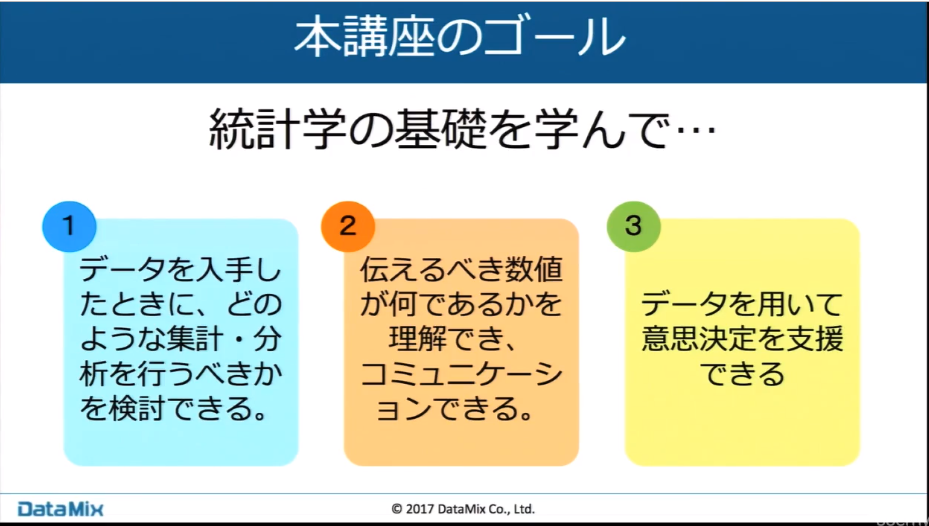 本講座のゴール
統計学の基礎を学んで…
1
データを入手し
たときに、どの
ような集計・分
析を行うべきか
を検討できる。
2
伝えるべき数値
が何であるかを
理解でき、
コミュニケーシ
ョンできる。
3
データを用いて
意思決定を支援
できる
DataMix
© 2017 DataMix Co., Ltd.